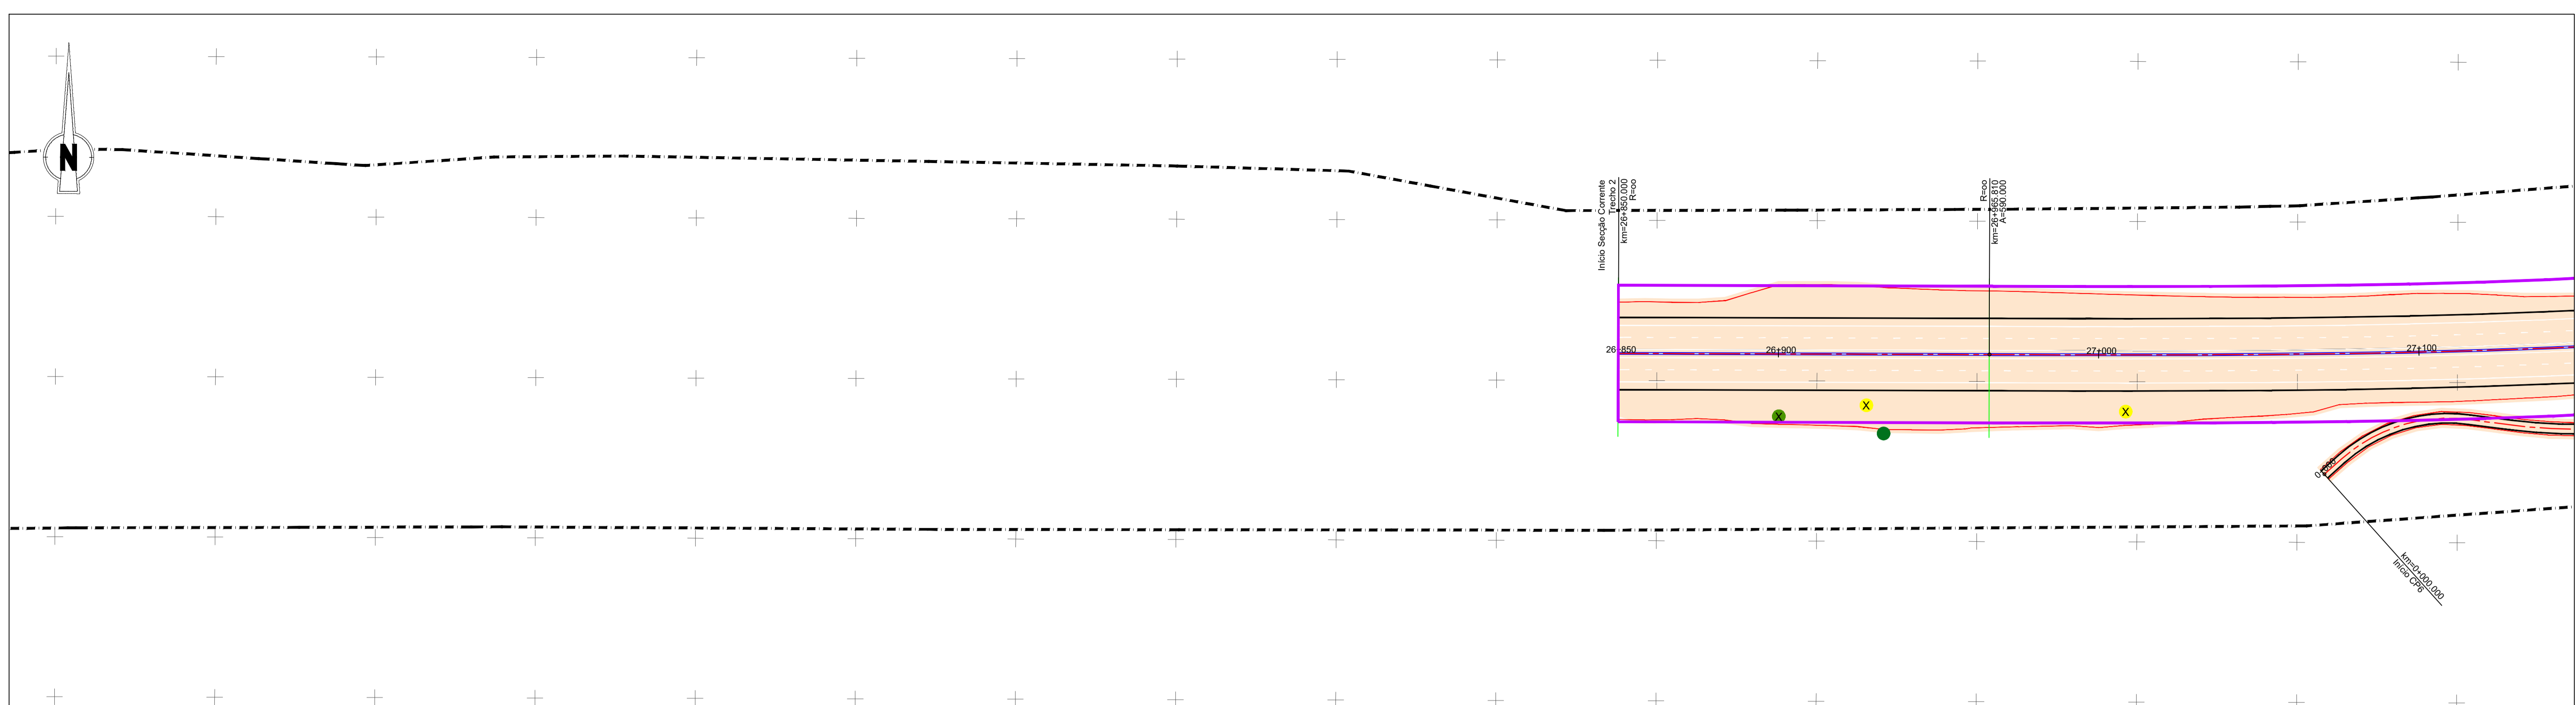 N
Início Secção Corrente
Trecho 2
km=26+850.000
R=oo
R=oo
km=26+965.810
A=590.000
26+850
26+900
27+000
27+100
X
X
X
0+000
km=0+000.000
Início CP6